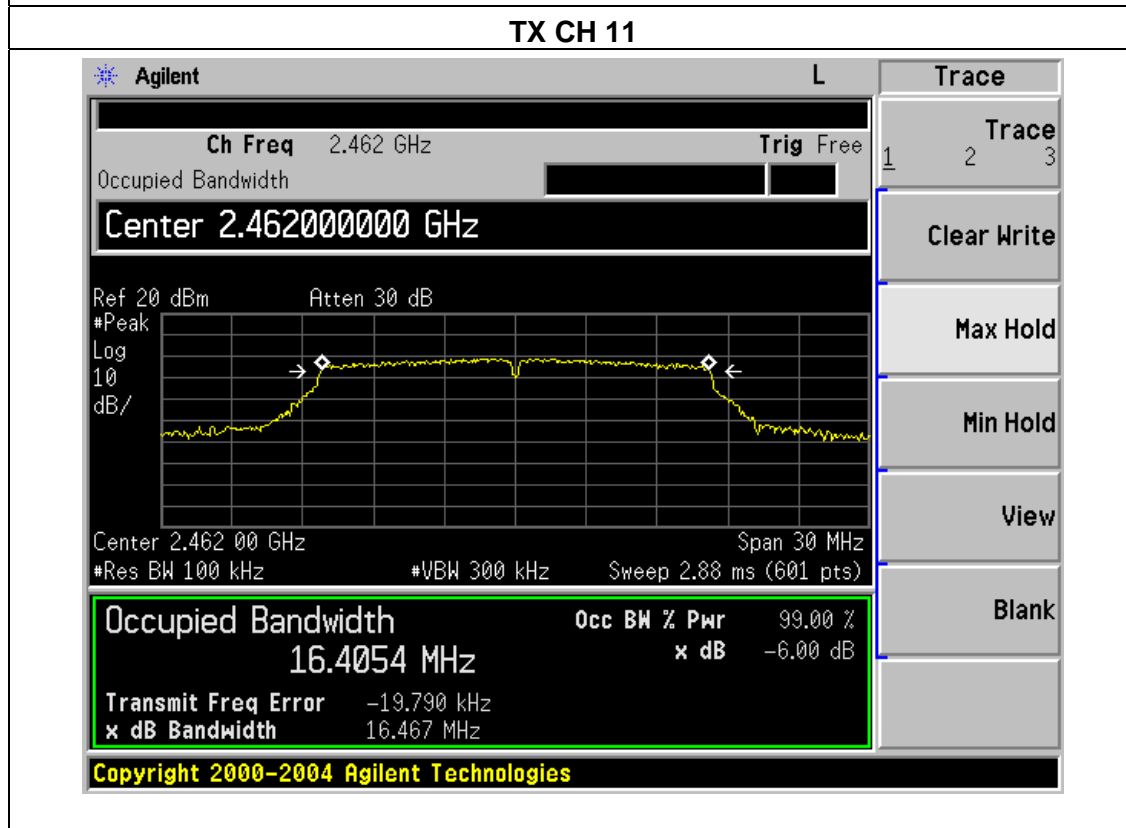 TX CH 11
Agilent L Trace
Ch Freq 2.462 GHz Trig Free
Occupied Bandwidth
Center 2.462000000 GHz
Ref 20 dBm Atten 30 dB
#Peak
Log
10
dB/
Center 2.462 00 GHz Span 30 MHz
#Res BW 100 kHz #VBW 300 kHz Sweep 2.88 ms (601 pts)
Occupied Bandwidth Occ BW % Pwr 99.00 %
16.4054 MHz x dB -6.00 dB
Transmit Freq Error -19.790 kHz
x dB Bandwidth 16.467 MHz
Copyright 2000-2004 Agilent Technologies
Trace
1 2 3
Clear Write
Max Hold
Min Hold
View
Blank